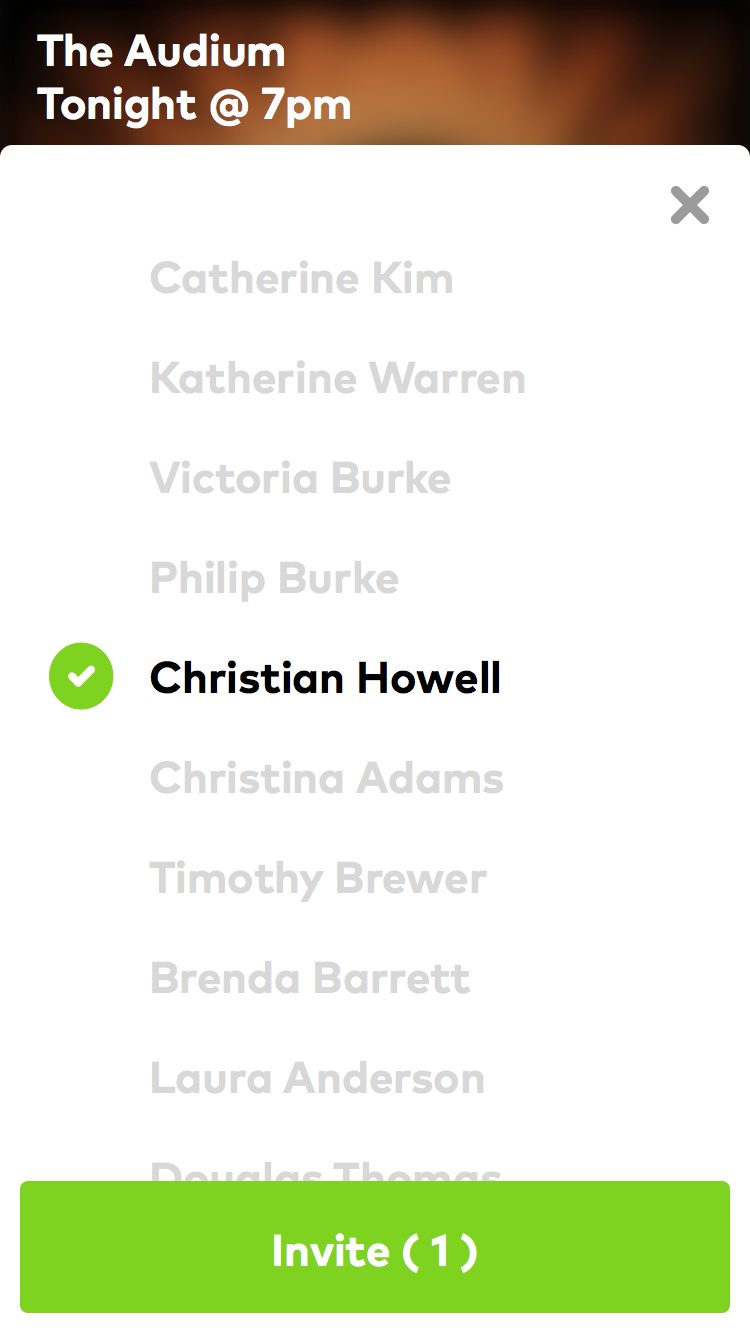 The Audium
Tonight @ 7pm
Catherine Kim
Katherine Warren
Victoria Burke
Philip Burke
Christian Howell
Christina Adams
Timothy Brewer
Brenda Barrett
Laura Anderson
Douglas Thomas
Invite ( 1 )